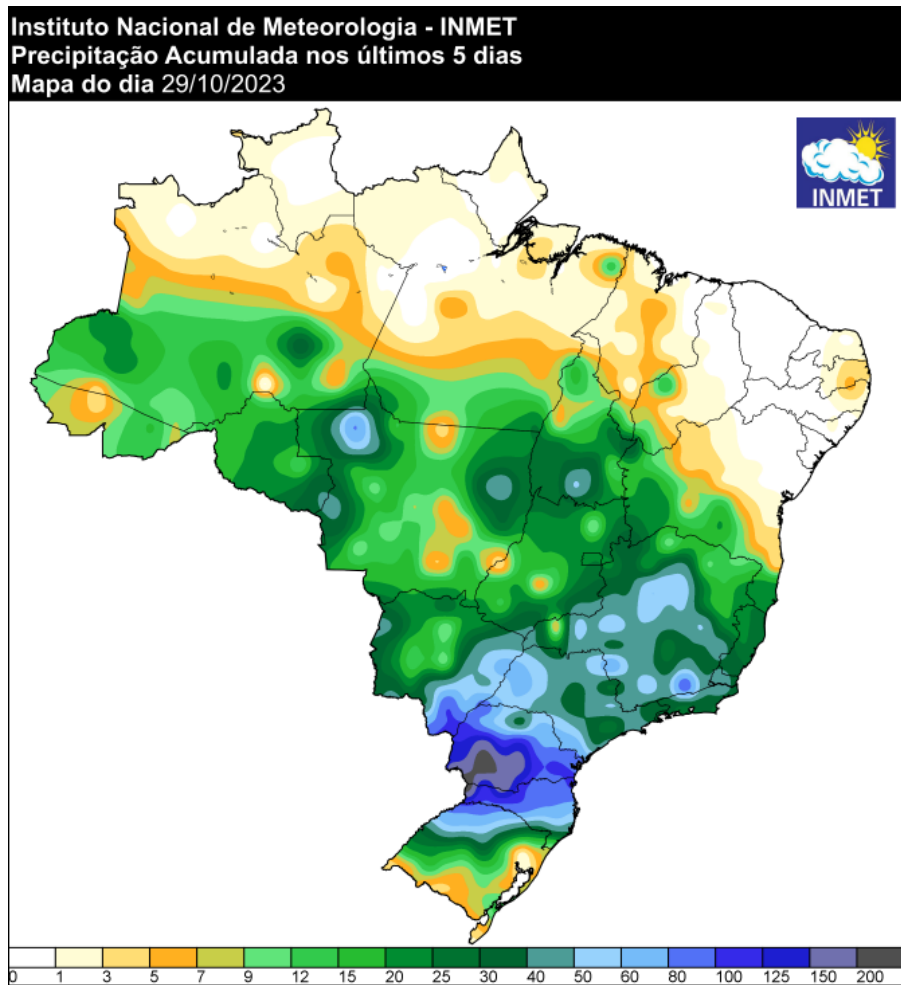 Instituto Nacional de Meteorologia - INMET
Precipitação Acumulada nos últimos 5 dias
Mapa do dia 29/10/2023
INMET
0 1 3 5 7 9 12 15 20 25 30 40 50 60 80 100 125 150 200